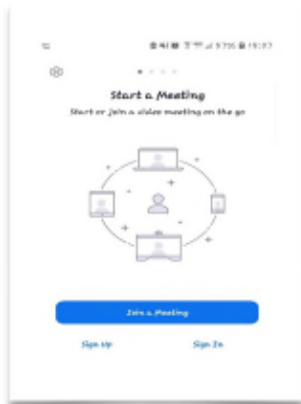 Start a Meeting
Start or join a video meeting on the go
Join a Meeting
Sign Up Sign In